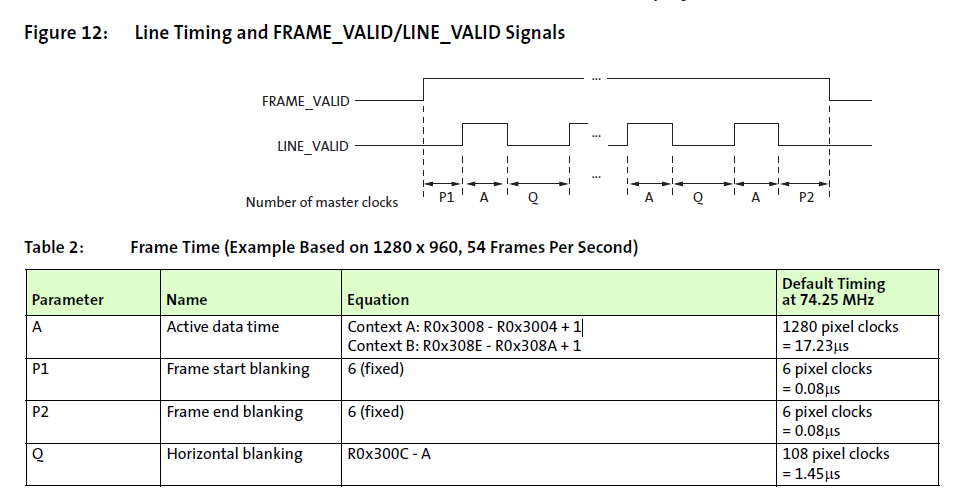 Figure 12: Line Timing and FRAME_VALID/LINE_VALID Signals
...
FRAME_VALID
...
LINE_VALID
...
Number of master clocks P1 A Q A Q A P2
Table 2: Frame Time (Example Based on 1280 x 960, 54 Frames Per Second)
Parameter Name Equation Default Timing at 74.25 MHz
A Active data time Context A: R0x3008 - R0x3004 + 1 1280 pixel clocks
Context B: R0x308E - R0x308A + 1 = 17.23μs
P1 Frame start blanking 6 (fixed) 6 pixel clocks
= 0.08μs
P2 Frame end blanking 6 (fixed) 6 pixel clocks
= 0.08μs
Q Horizontal blanking R0x300C - A 108 pixel clocks
= 1.45μs